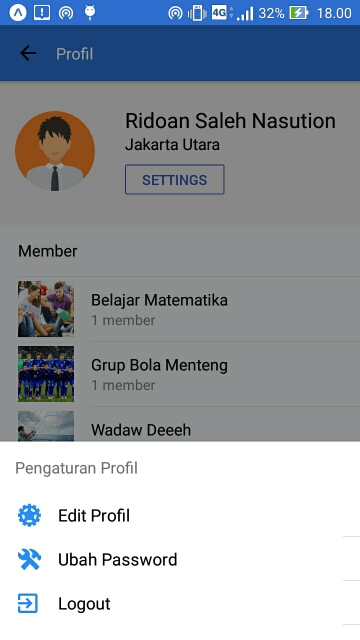 4G 32% 18.00
Profil
Ridoan Saleh Nasution
Jakarta Utara
SETTINGS
Member
Belajar Matematika
1 member
Grup Bola Menteng
1 member
Wadaw Deeeh
Pengaturan Profil
Edit Profil
Ubah Password
Logout